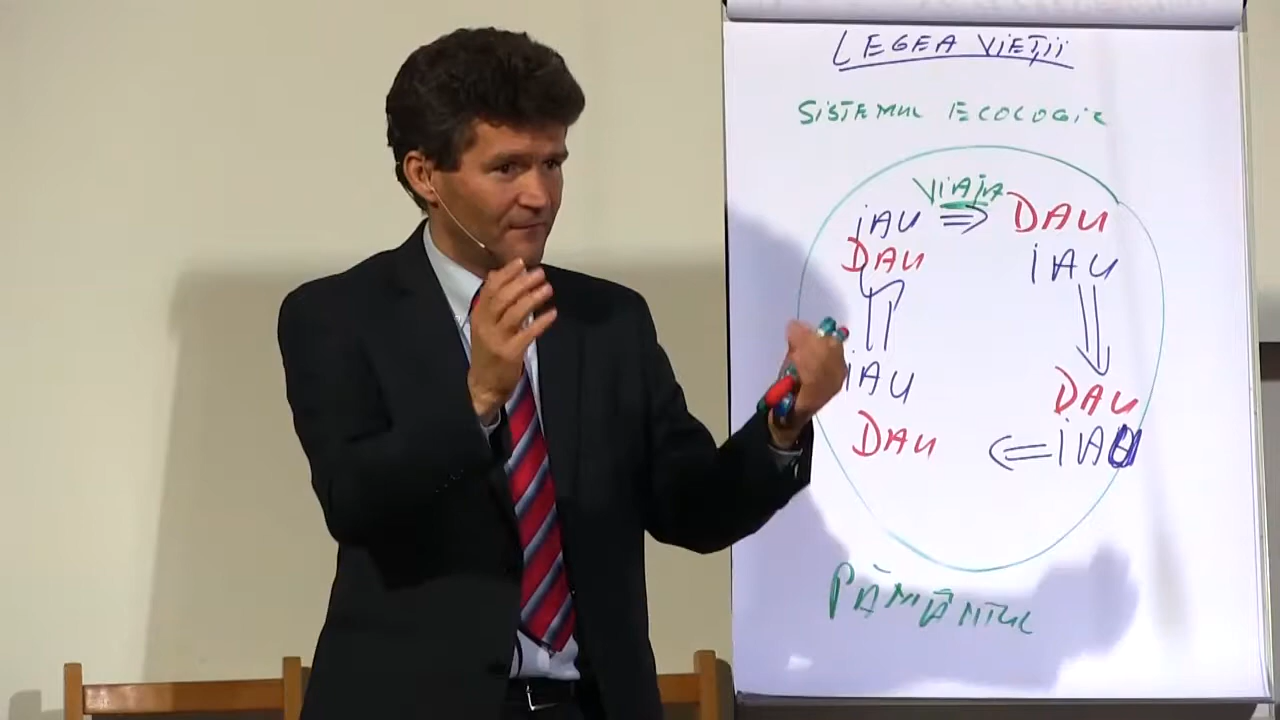 LEGEA VIEȚII
SISTEMUL ECOLOGIC
VIAȚA
iAU ⇒ DAU
DAU iAU
iAU DAU
DAU ⇐ iAU
PĂMÂNTUL